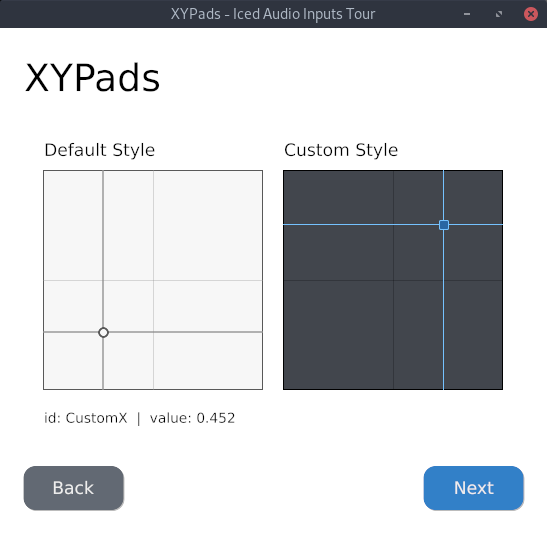 XYPads - Iced Audio Inputs Tour
XYPads
Default Style
Custom Style
id: CustomX | value: 0.452
Back
Next